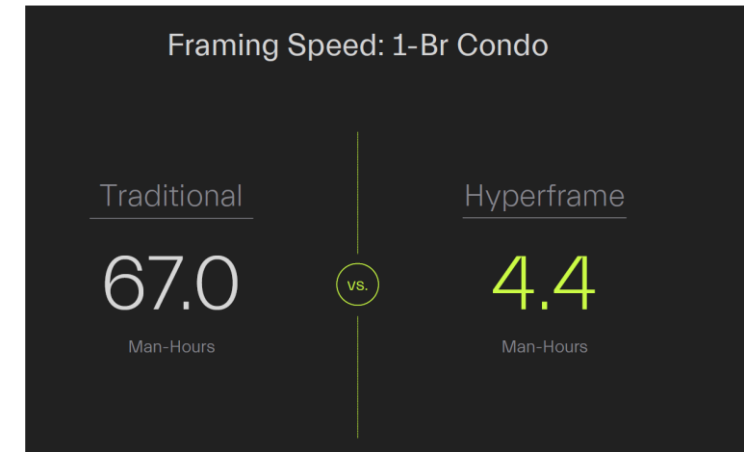 Framing Speed: 1-Br Condo
Traditional
67.0
Man-Hours
vs.
Hyperframe
4.4
Man-Hours